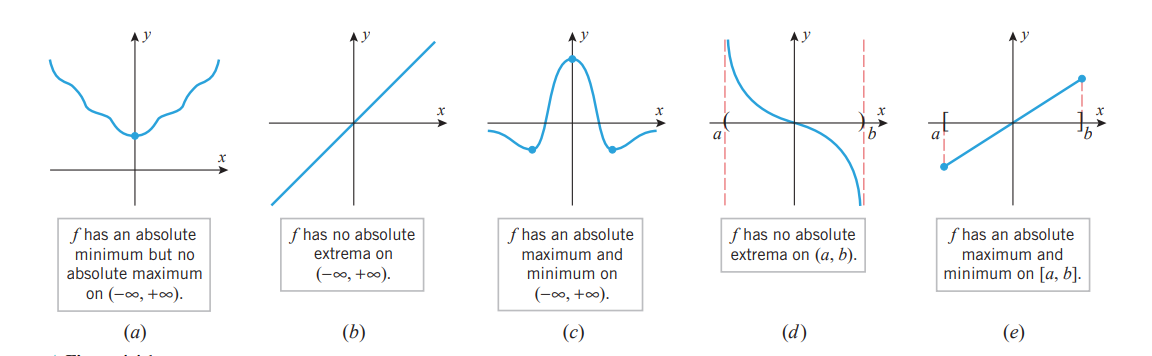 y
x
f has an absolute
minimum but no
absolute maximum
on (−∞, +∞).
(a)
y
x
f has no absolute
extrema on
(−∞, +∞).
(b)
y
x
f has an absolute
maximum and
minimum on
(−∞, +∞).
(c)
y
x
a
(
)
b
f has no absolute
extrema on (a, b).
(d)
y
x
a
[
]
b
f has an absolute
maximum and
minimum on [a, b].
(e)